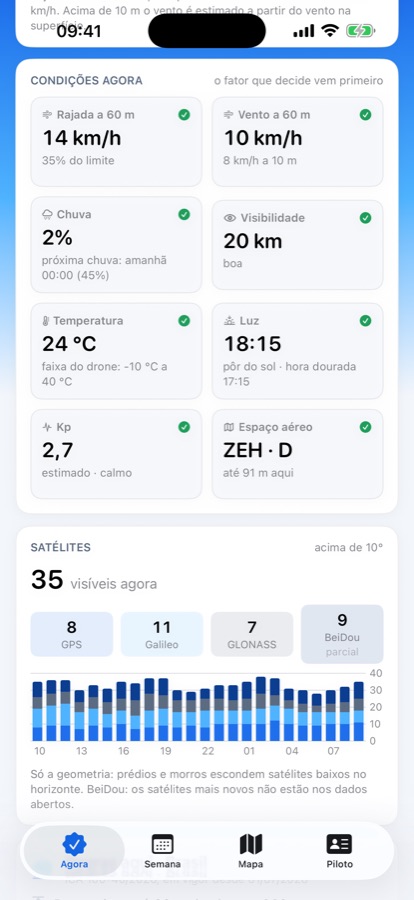 km/h. Acima de 10 m o vento é estimado a partir do vento na
09:41
CONDIÇÕES AGORA
o fator que decide vem primeiro
Rajada a 60 m
14 km/h
35% do limite
Vento a 60 m
10 km/h
8 km/h a 10 m
Chuva
2%
próxima chuva: amanhã
00:00 (45%)
Visibilidade
20 km
boa
Temperatura
24 °C
faixa do drone: -10 °C a
40 °C
Luz
18:15
pôr do sol · hora dourada
17:15
Kp
2,7
estimado · calmo
Espaço aéreo
ZEH · D
até 91 m aqui
SATÉLITES
acima de 10°
35 visíveis agora
8
GPS
11
Galileo
7
GLONASS
9
BeiDou
parcial
40
30
20
10
0
10 13 16 19 22 01 04 07
Só a geometria: prédios e morros escondem satélites baixos no
horizonte. BeiDou: os satélites mais novos não estão nos dados
abertos.
Agora
Semana
Mapa
Piloto